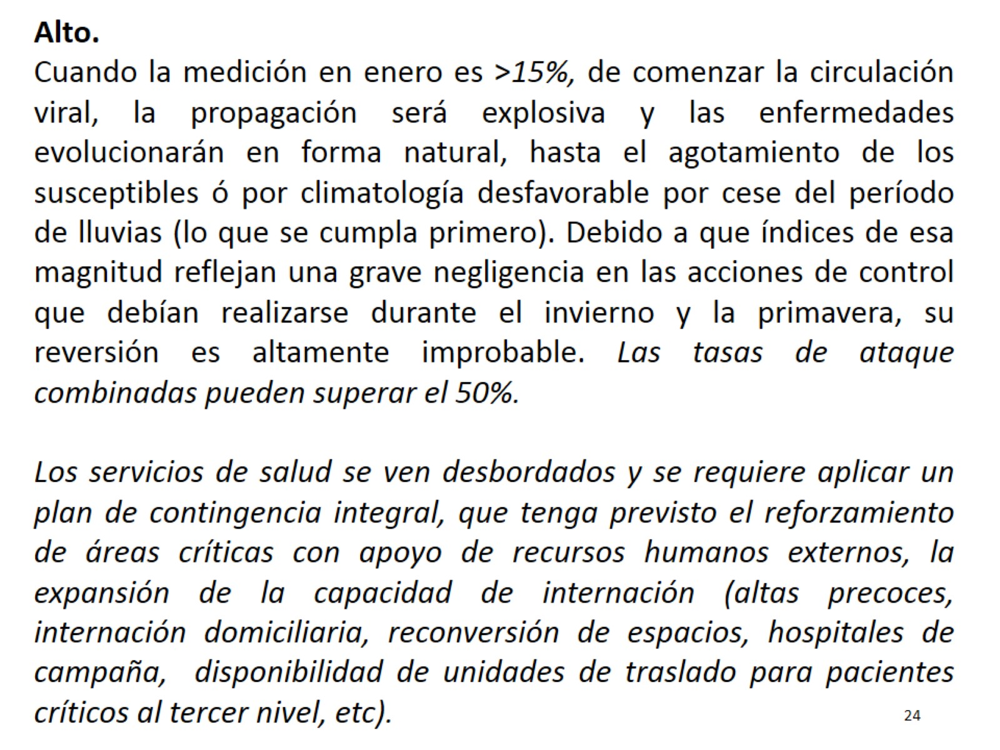 Alto.
Cuando la medición en enero es >15%, de comenzar la circulación
viral, la propagación será explosiva y las enfermedades
evolucionarán en forma natural, hasta el agotamiento de los
susceptibles ó por climatología desfavorable por cese del período
de lluvias (lo que se cumpla primero). Debido a que índices de esa
magnitud reflejan una grave negligencia en las acciones de control
que debían realizarse durante el invierno y la primavera, su
reversión es altamente improbable. Las tasas de ataque
combinadas pueden superar el 50%.
Los servicios de salud se ven desbordados y se requiere aplicar un
plan de contingencia integral, que tenga previsto el reforzamiento
de áreas críticas con apoyo de recursos humanos externos, la
expansión de la capacidad de internación (altas precoces,
internación domiciliaria, reconversión de espacios, hospitales de
campaña, disponibilidad de unidades de traslado para pacientes
críticos al tercer nivel, etc).
24